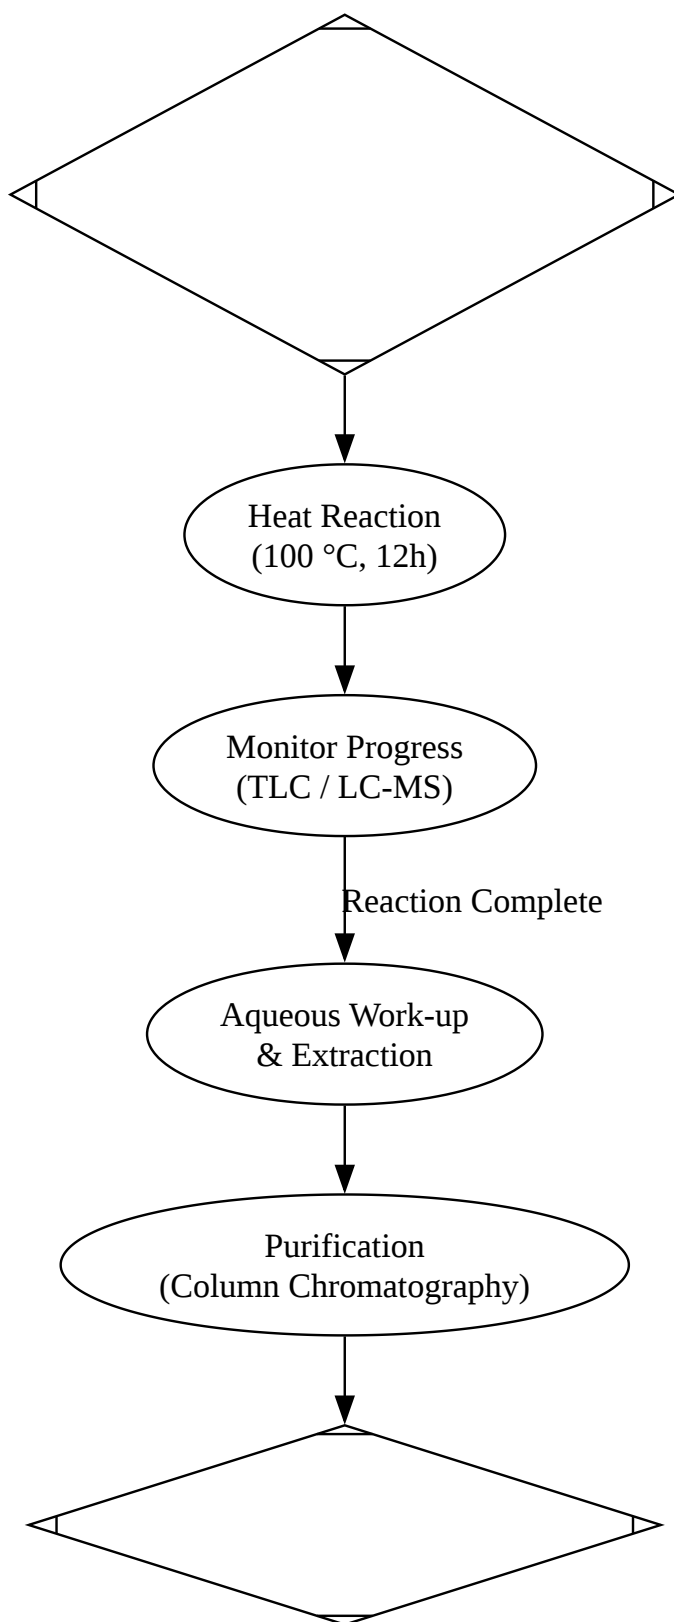 Heat Reaction
(100 °C, 12h)
Monitor Progress
(TLC / LC-MS)
Reaction Complete
Aqueous Work-up
& Extraction
Purification
(Column Chromatography)